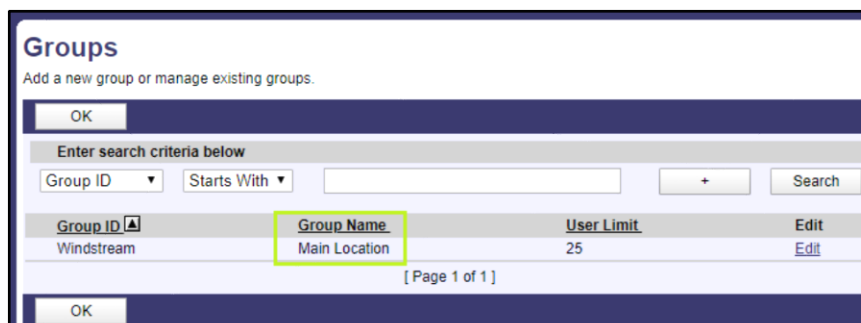 Groups
Add a new group or manage existing groups.
OK
Enter search criteria below
Group ID Starts With + Search
Group ID Group Name User Limit Edit
Windstream Main Location 25 Edit
[ Page 1 of 1 ]
OK